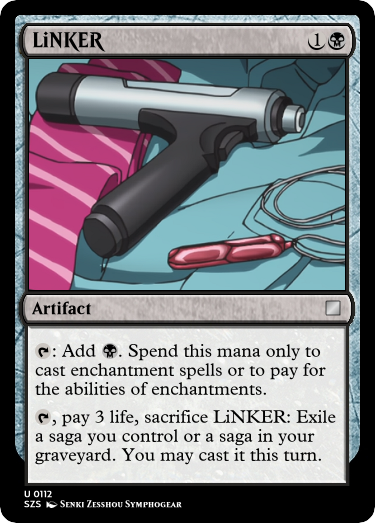 LiNKER 1
Artifact
: Add . Spend this mana only to
cast enchantment spells or to pay for
the abilities of enchantments.
, pay 3 life, sacrifice LiNKER: Exile
a saga you control or a saga in your
graveyard. You may cast it this turn.
U 0112
SZS Senki Zesshou Symphogear